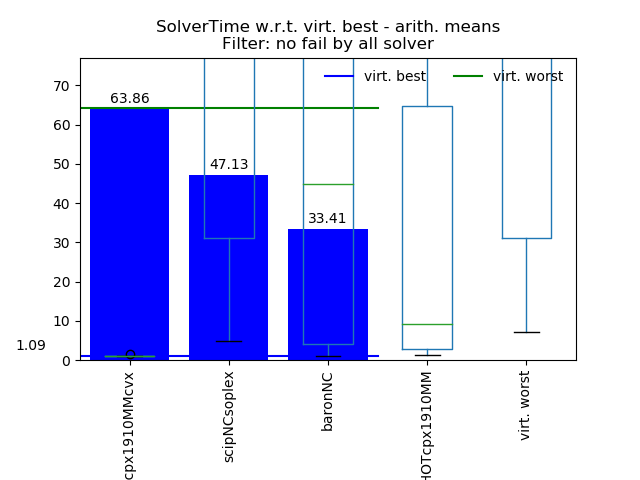 SolverTime w.r.t. virt. best - arith. means
Filter: no fail by all solver
virt. best
virt. worst
70
60
50
40
30
20
10
0
1.09
63.86
47.13
33.41
cpx1910MMcvx
scipNCsoplex
baronNC
HOTcpx1910MM
virt. worst